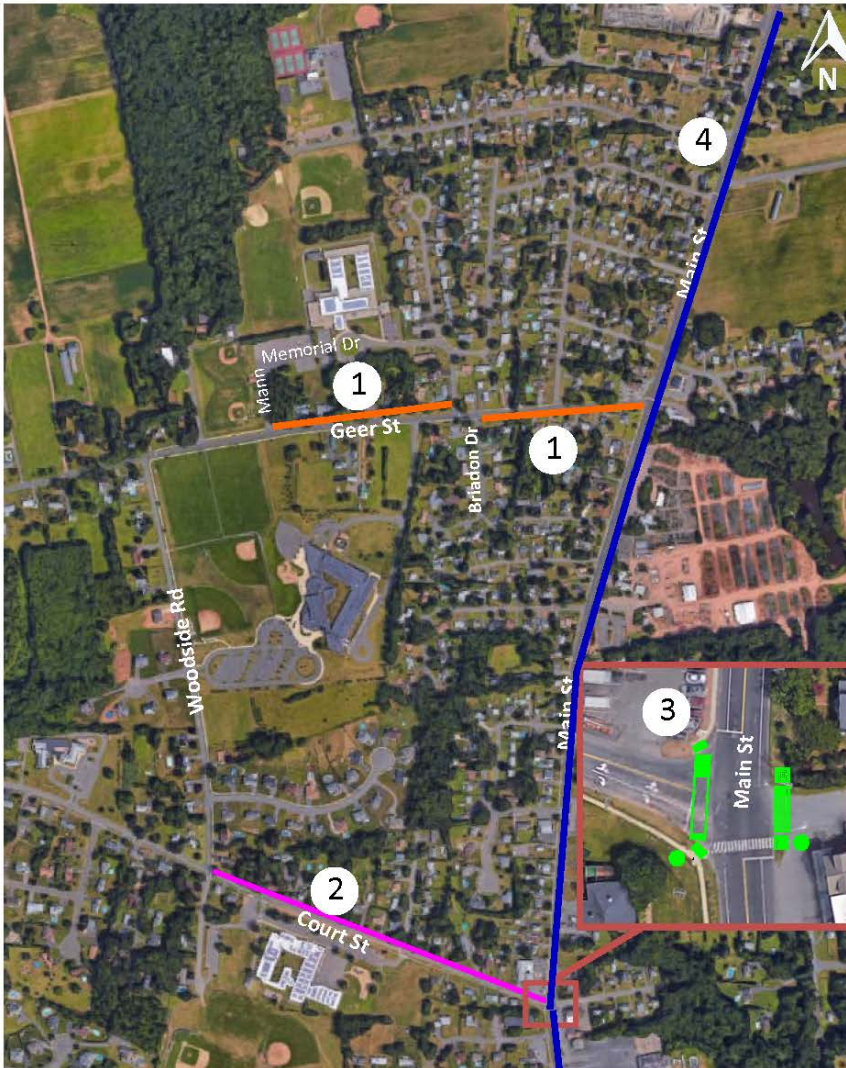 N
4
Main St
Memorial Dr
Mann
1
Geer St
1
Briadon Dr
Woodside Rd
Main St
3
Main St
2
Court St